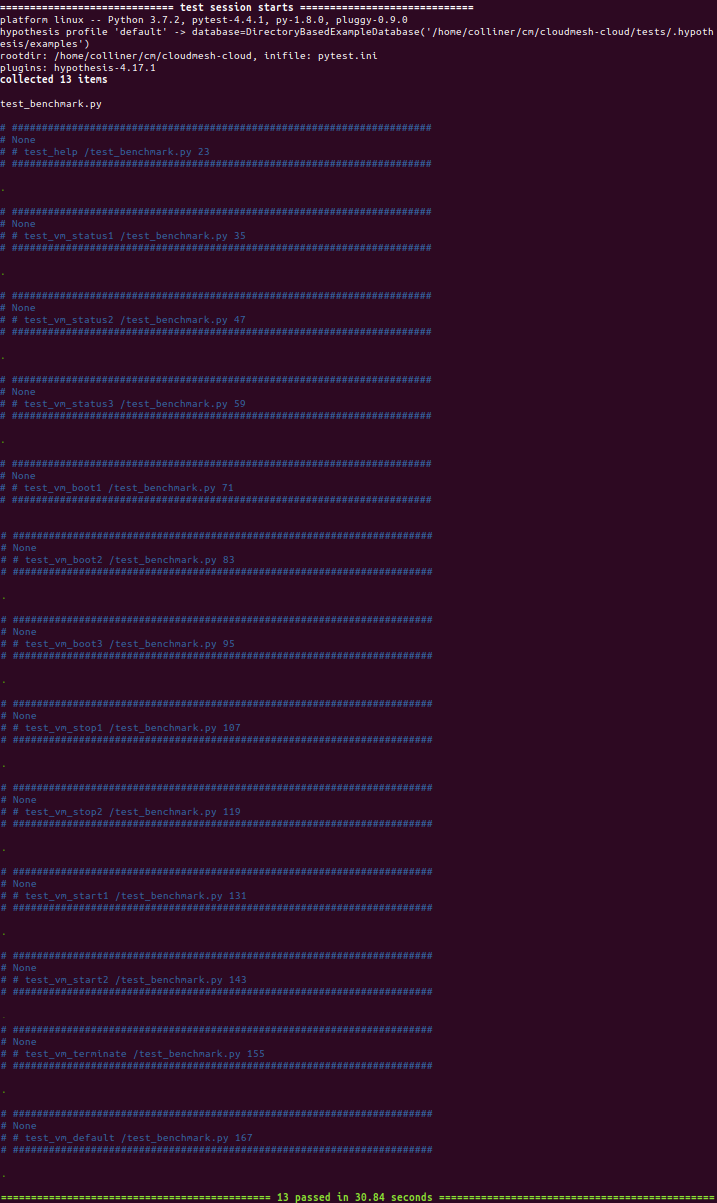 ============================= test session starts ==============================
platform linux -- Python 3.7.2, pytest-4.4.1, py-1.8.0, pluggy-0.9.0
hypothesis profile 'default' -> database=DirectoryBasedExampleDatabase('/home/colliner/cm/cloudmesh-cloud/tests/.hypoth
esis/examples')
rootdir: /home/colliner/cm/cloudmesh-cloud, inifile: pytest.ini
plugins: hypothesis-4.17.1
collected 13 items
test_benchmark.py
# ######################################################################
# None
# # test_help /test_benchmark.py 23
# ######################################################################
.
# ######################################################################
# None
# # test_vm_status1 /test_benchmark.py 35
# ######################################################################
.
# ######################################################################
# None
# # test_vm_status2 /test_benchmark.py 47
# ######################################################################
.
# ######################################################################
# None
# # test_vm_status3 /test_benchmark.py 59
# ######################################################################
.
# ######################################################################
# None
# # test_vm_boot1 /test_benchmark.py 71
# ######################################################################
# ######################################################################
# None
# # test_vm_boot2 /test_benchmark.py 83
# ######################################################################
.
# ######################################################################
# None
# # test_vm_boot3 /test_benchmark.py 95
# ######################################################################
.
# ######################################################################
# None
# # test_vm_stop1 /test_benchmark.py 107
# ######################################################################
.
# ######################################################################
# None
# # test_vm_stop2 /test_benchmark.py 119
# ######################################################################
.
# ######################################################################
# None
# # test_vm_start1 /test_benchmark.py 131
# ######################################################################
.
# ######################################################################
# None
# # test_vm_start2 /test_benchmark.py 143
# ######################################################################
.
# ######################################################################
# None
# # test_vm_terminate /test_benchmark.py 155
# ######################################################################
.
# ######################################################################
# None
# # test_vm_default /test_benchmark.py 167
# ######################################################################
.
============================================= 13 passed in 30.84 seconds ==============================================